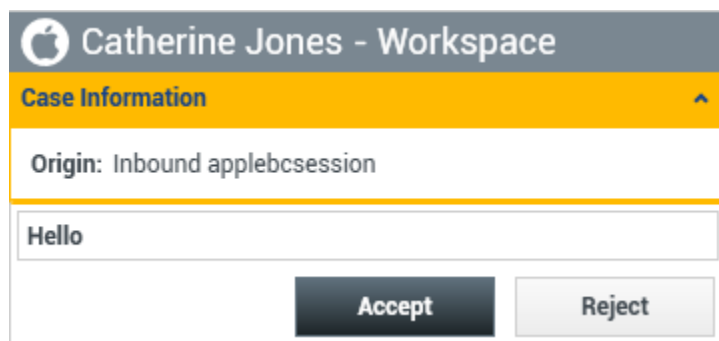 Catherine Jones - Workspace
Case Information
Origin: Inbound applebcsession
Hello
Accept Reject